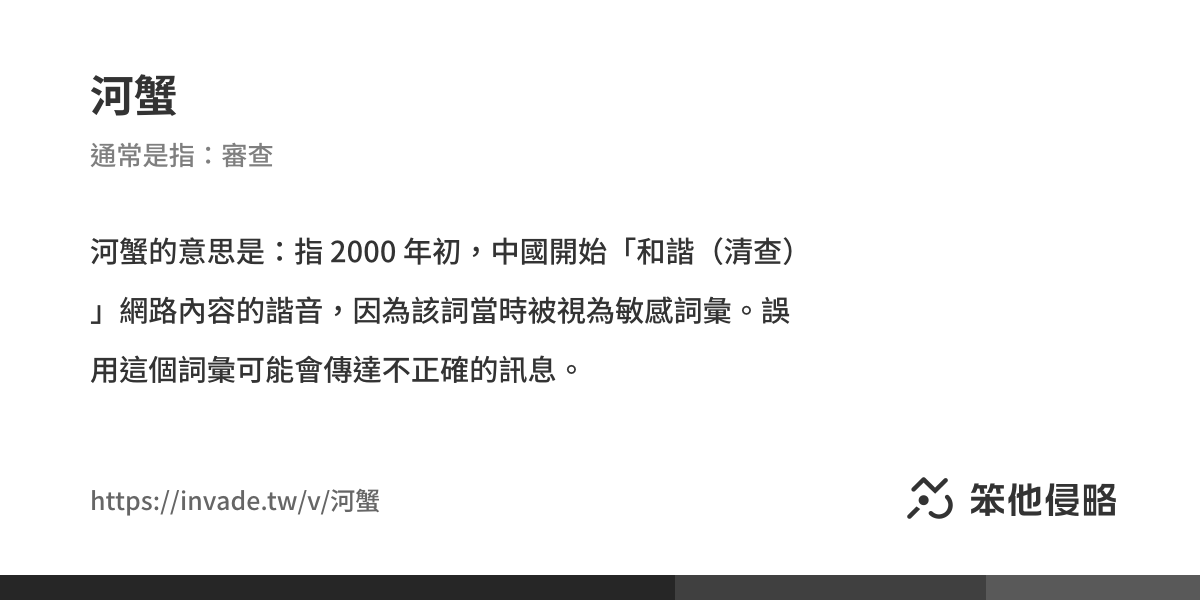 河蟹
通常是指：審查
河蟹的意思是：指 2000 年初，中國開始「和諧（清查）
」網路內容的諧音，因為該詞當時被視為敏感詞彙。誤
用這個詞彙可能會傳達不正確的訊息。
https://invade.tw/v/河蟹
笨他侵略